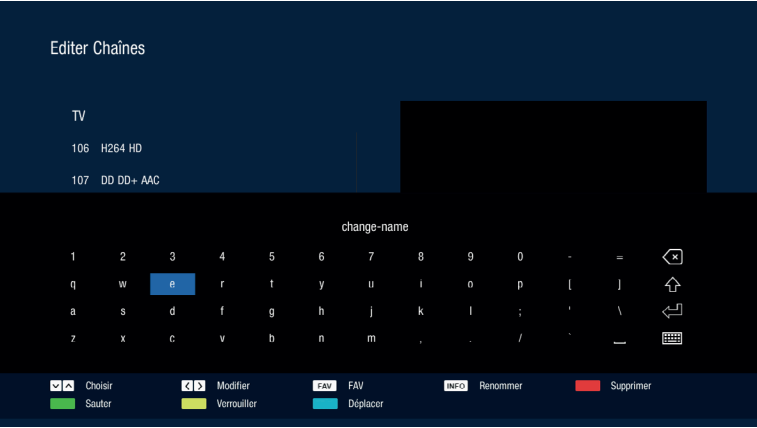 Editer Chaînes
TV
106 H264 HD
107 DD DD+ AAC
change-name
1 2 3 4 5 6 7 8 9 0 - =
q w e r t y u i o p [ ]
a s d f g h j k l ; ' \
z x c v b n m , . / `
Choisir Modifier FAV FAV INFO Renommer Supprimer
Sauter Verrouiller Déplacer